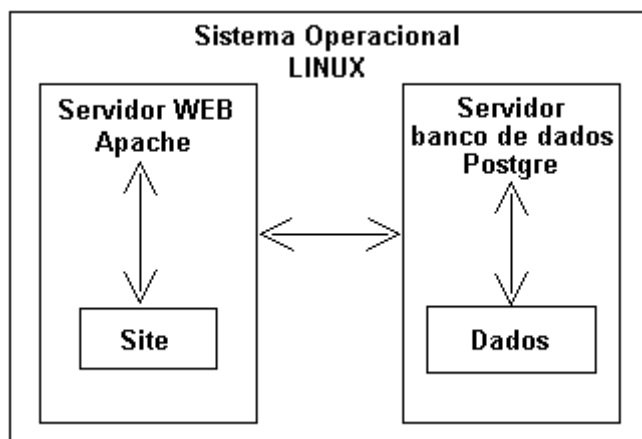 Sistema Operacional
LINUX
Servidor WEB
Apache
Site
Servidor
banco de dados
Postgre
Dados